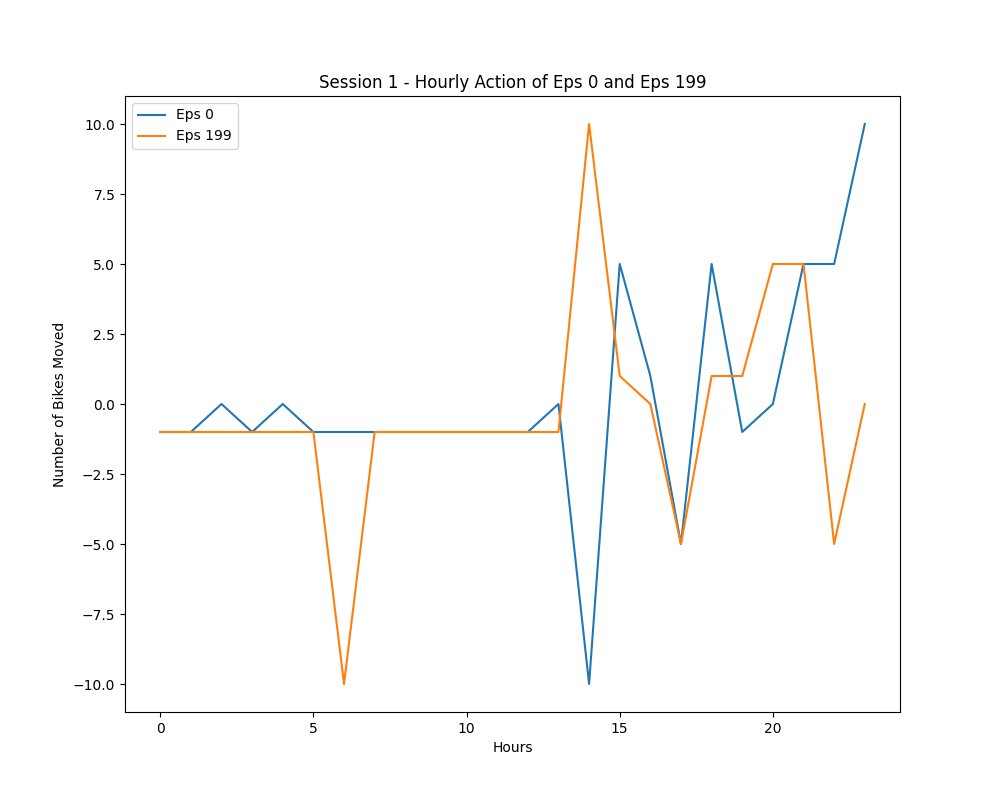 Session 1 - Hourly Action of Eps 0 and Eps 199
Eps 0
Eps 199
10.0
7.5
5.0
2.5
0.0
−2.5
−5.0
−7.5
−10.0
Number of Bikes Moved
0 5 10 15 20
Hours